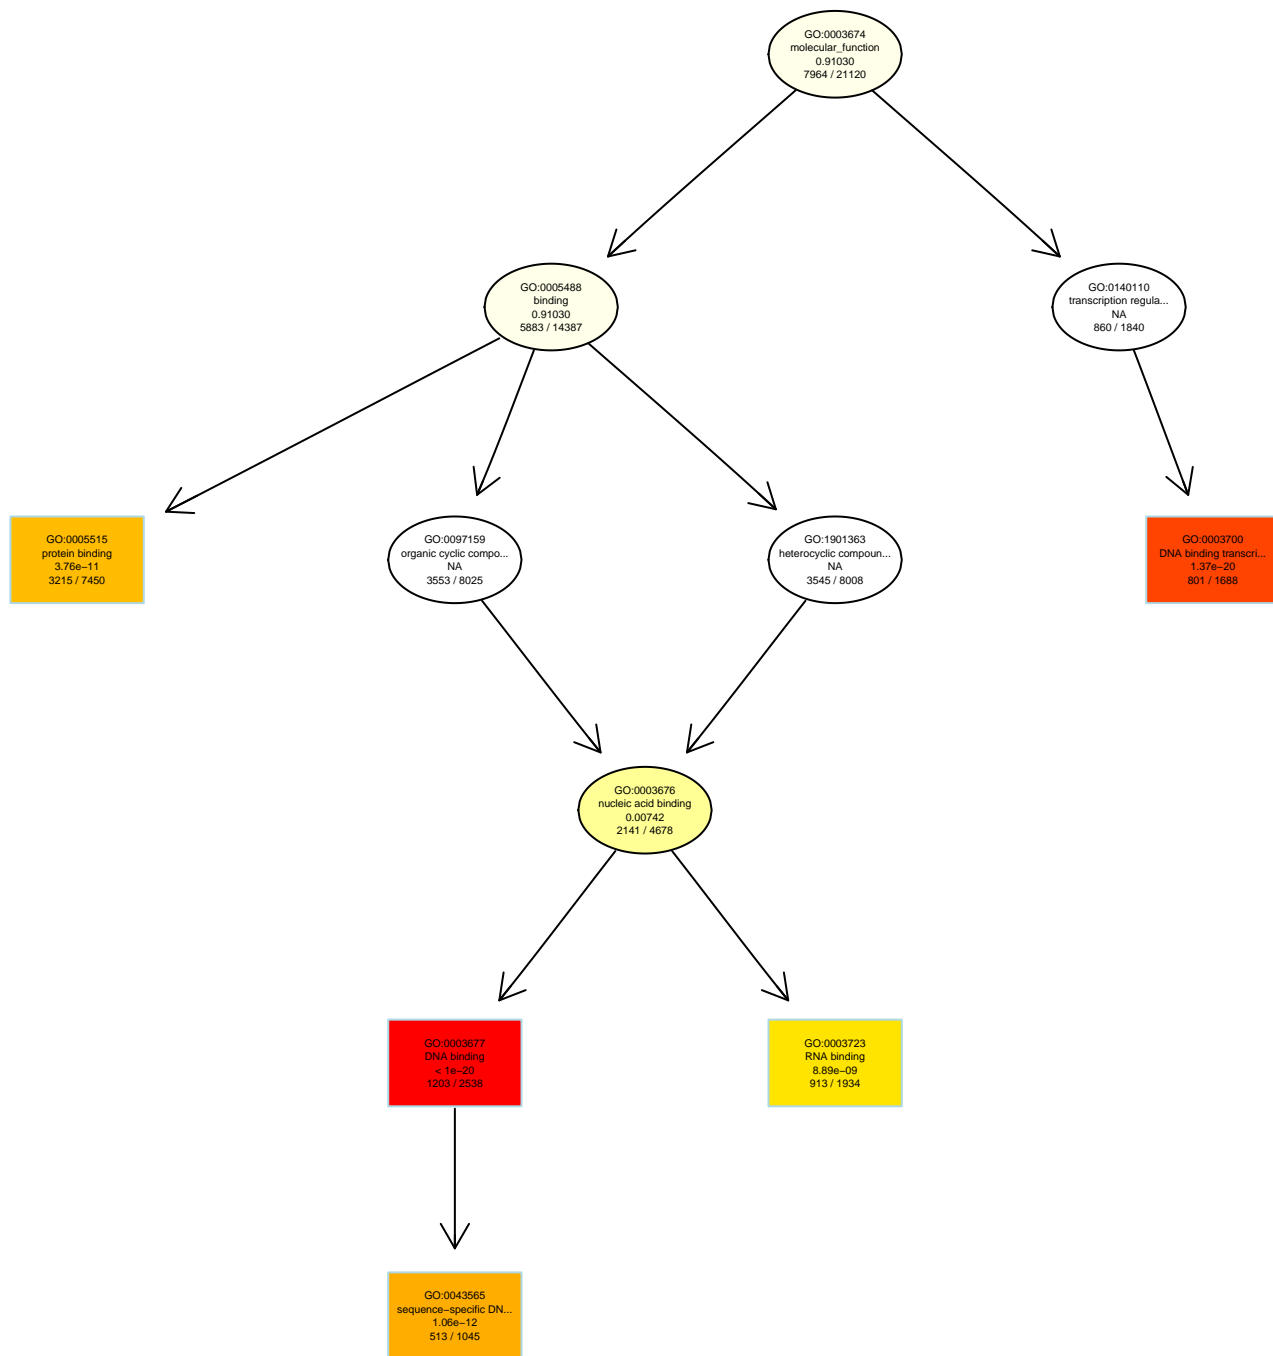 GO:0003674
molecular_function
0.91030
7964 / 21120
GO:0005488
binding
0.91030
5883 / 14387
GO:0140110
transcription regula...
NA
860 / 1840
GO:0005515
protein binding
3.76e−11
3215 / 7450
GO:0097159
organic cyclic compo...
NA
3553 / 8025
GO:1901363
heterocyclic compoun...
NA
3545 / 8008
GO:0003700
DNA binding transcri...
1.37e−20
801 / 1688
GO:0003676
nucleic acid binding
0.00742
2141 / 4678
GO:0003677
DNA binding
< 1e−20
1203 / 2538
GO:0003723
RNA binding
8.89e−09
913 / 1934
GO:0043565
sequence−specific DN...
1.06e−12
513 / 1045